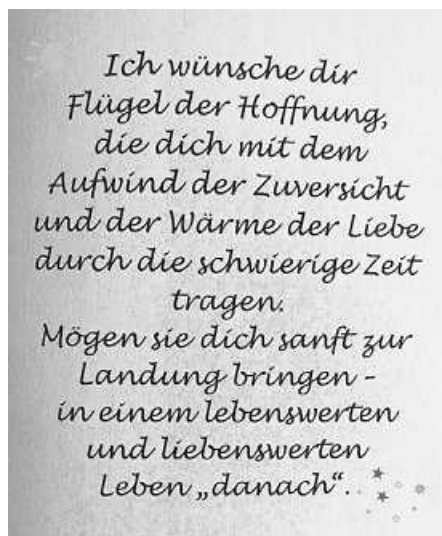 Ich wünsche dir
Flügel der Hoffnung,
die dich mit dem
Aufwind der Zuversicht
und der Wärme der Liebe
durch die schwierige Zeit
tragen.
Mögen sie dich sanft zur
Landung bringen –
in einem lebenswerten
und liebenswerten
Leben „danach“.